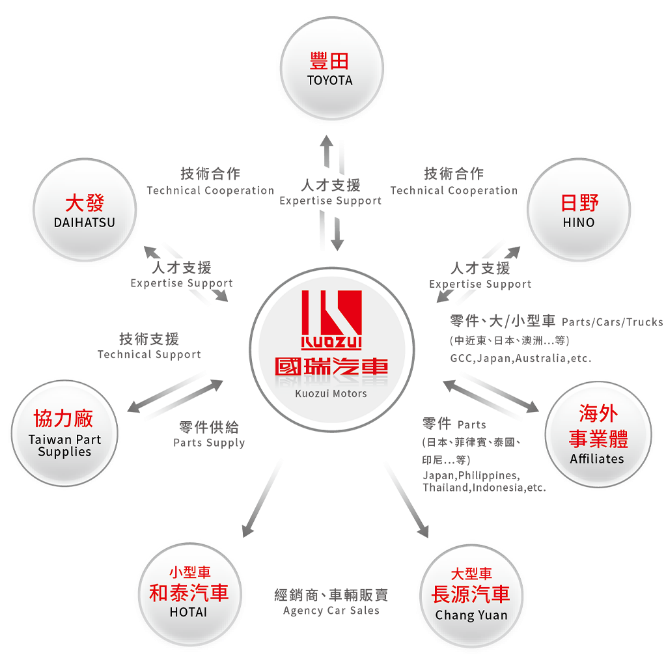 豐田
TOYOTA
技術合作
Technical Cooperation
人才支援
Expertise Support
技術合作
Technical Cooperation
大發
DAIHATSU
日野
HINO
人才支援
Expertise Support
人才支援
Expertise Support
KUOZUI
國瑞汽車
Kuozui Motors
技術支援
Technical Support
零件、大/小型車 Parts/Cars/Trucks
(中近東、日本、澳洲...等)
GCC,Japan,Australia,etc.
協力廠
Taiwan Part
Supplies
零件供給
Parts Supply
零件 Parts
(日本、菲律賓、泰國、
印尼...等)
Japan,Philippines,
Thailand,Indonesia,etc.
海外
事業體
Affiliates
小型車
和泰汽車
HOTAI
經銷商、車輛販賣
Agency Car Sales
大型車
長源汽車
Chang Yuan